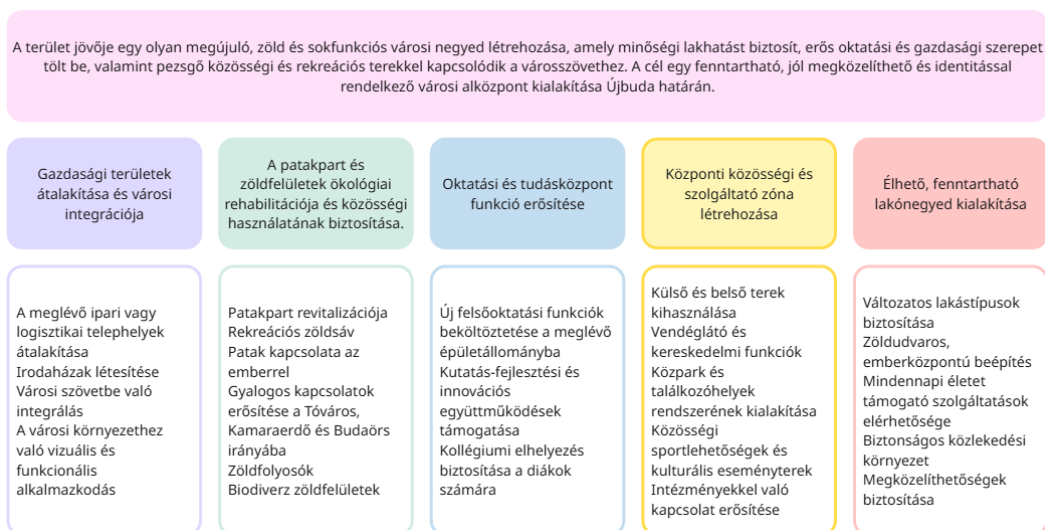 A terület jövője egy olyan megújuló, zöld és sokfunkciós városi negyed létrehozása, amely minőségi lakhatást biztosít, erős oktatási és gazdasági szerepet
tölt be, valamint pezsgő közösségi és rekreációs terekkel kapcsolódik a városszövethez. A cél egy fenntartható, jól megközelíthető és identitással
rendelkező városi alközpont kialakítása Újbuda határán.
Gazdasági területek
átalakítása és városi
integrációja
A patakpart és
zöldfelületek ökológiai
rehabilitációja és közösségi
használatának biztosítása.
Oktatási és tudásközpont
funkció erősítése
Központi közösségi és
szolgáltató zóna
létrehozása
Élhető, fenntartható
lakónegyed kialakítása
A meglévő ipari vagy
logisztikai telephelyek
átalakítása
Irodaházak létesítése
Városi szövetbe való
integrálás
A városi környezethez
való vizuális és
funkcionális
alkalmazkodás
Patakpart revitalizációja
Rekreációs zöldsáv
Patak kapcsolata az
emberrel
Gyalogos kapcsolatok
erősítése a Tóváros,
Kamaraerdő és Budaörs
irányába
Zöldfolyosók
Biodiverz zöldfelületek
Új felsőoktatási funkciók
beköltöztetése a meglévő
épületállományba
Kutatás-fejlesztési és
innovációs
együttműködések
támogatása
Kollégiumi elhelyezés
biztosítása a diákok
számára
Külső és belső terek
kihasználása
Vendéglátó és
kereskedelmi funkciók
Közpark és
találkozóhelyek
rendszerének kialakítása
Közösségi
sportlehetőségek és
kulturális eseményterek
Intézményekkel való
kapcsolat erősítése
Változatos lakástípusok
biztosítása
Zöldudvaros,
emberközpontú beépítés
Mindennapi életet
támogató szolgáltatások
elérhetősége
Biztonságos közlekedési
környezet
Megközelíthetőségek
biztosítása